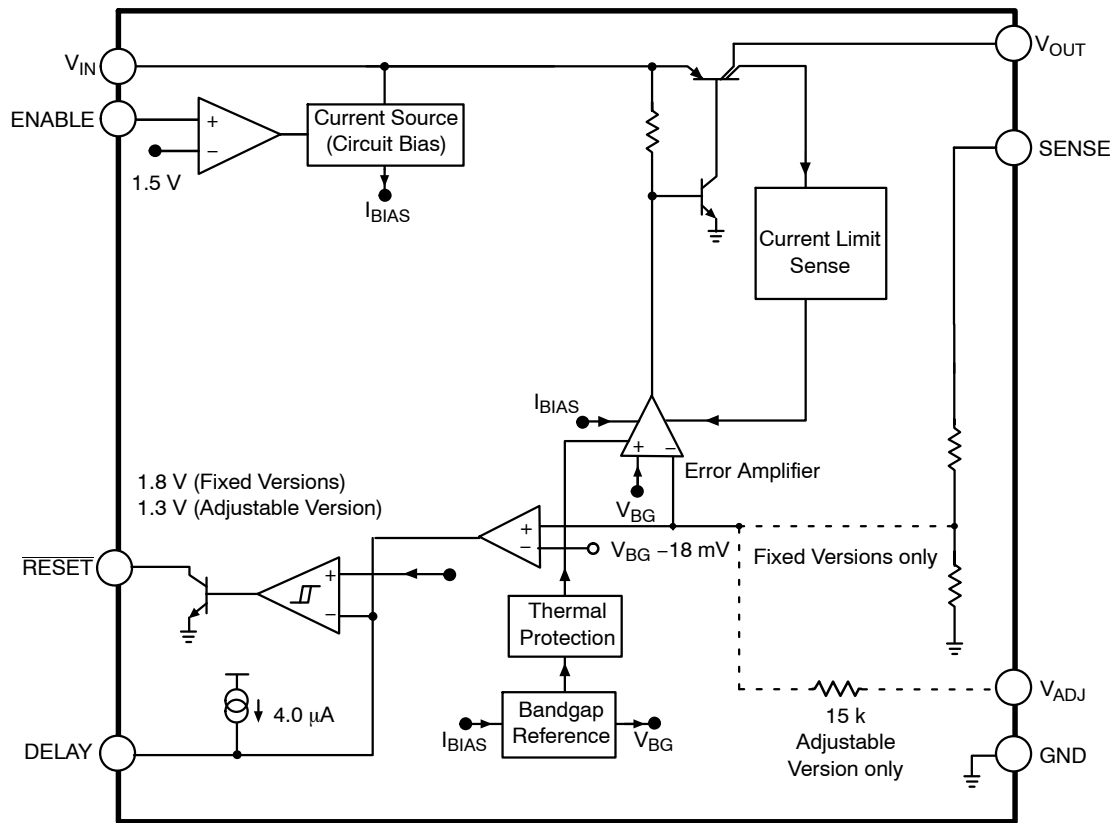 V_IN
V_OUT
ENABLE
+
−
1.5 V
Current Source
(Circuit Bias)
I_BIAS
SENSE
Current Limit
Sense
I_BIAS
+ −
Error Amplifier
V_BG
1.8 V (Fixed Versions)
1.3 V (Adjustable Version)
+
−
V_BG −18 mV
Fixed Versions only
R̅E̅S̅E̅T̅
+
−
Thermal
Protection
4.0 μA
I_BIAS
Bandgap
Reference
V_BG
15 k
Adjustable
Version only
V_ADJ
DELAY
GND